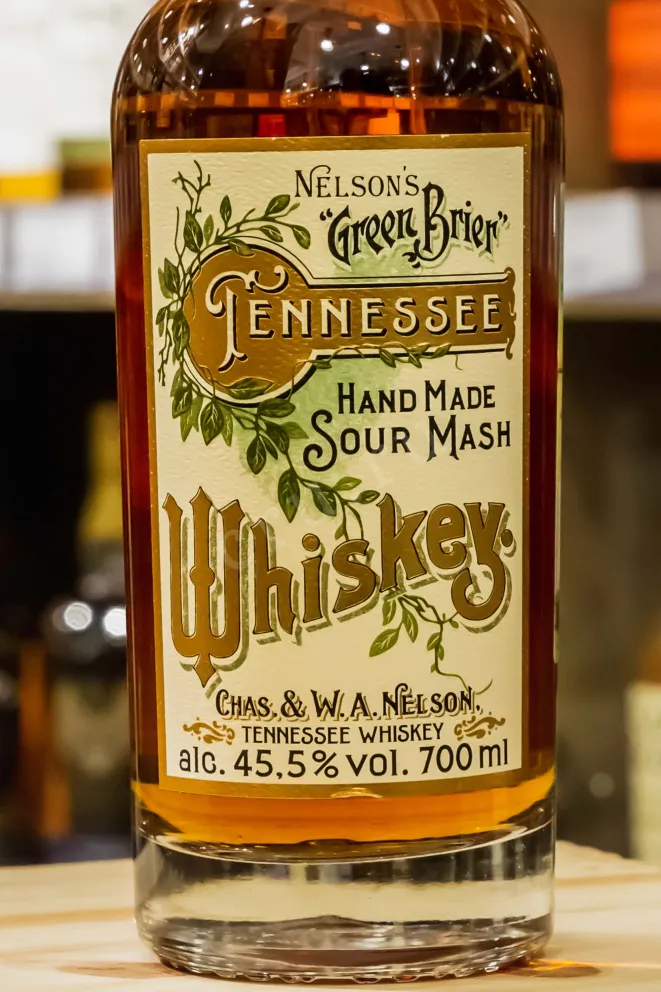 NELSON'S
"Green Brier"
TENNESSEE
HAND MADE
SOUR MASH
Whiskey.
CHAS. & W. A. NELSON,
TENNESSEE WHISKEY
alc. 45,5% vol. 700 ml